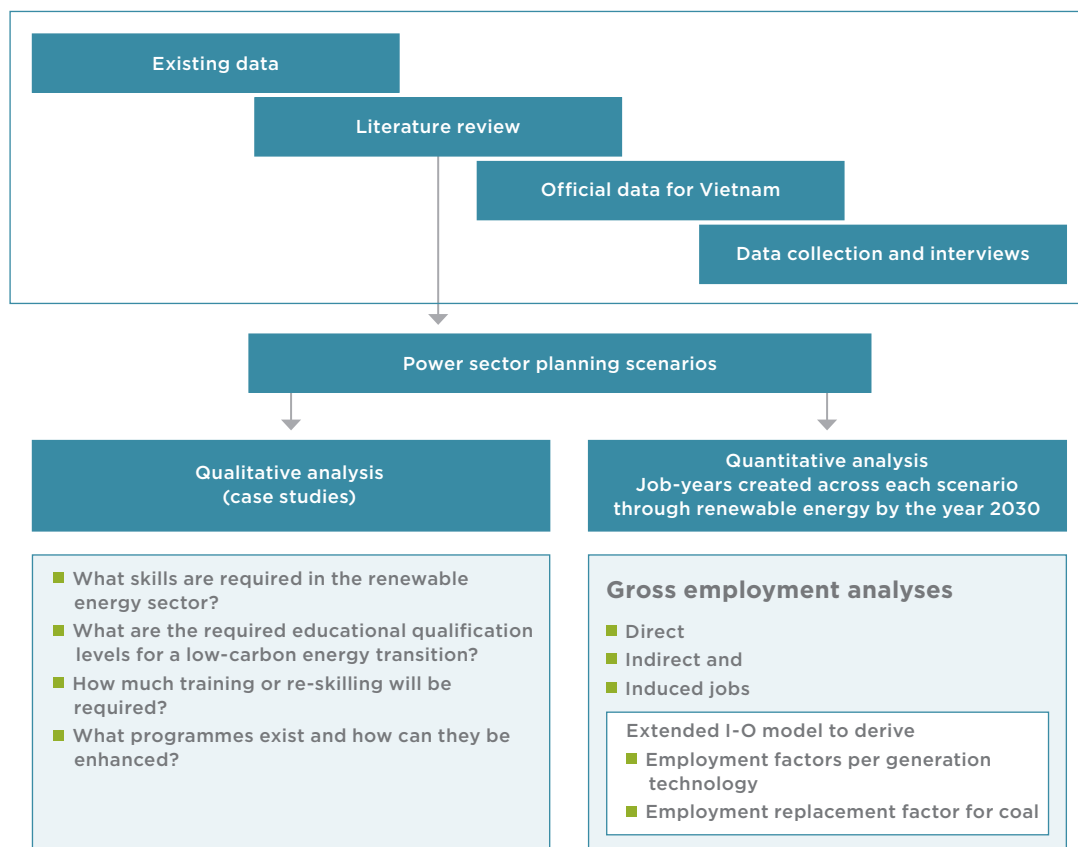 Existing data
Literature review
Official data for Vietnam
Data collection and interviews
Power sector planning scenarios
Qualitative analysis
(case studies)
What skills are required in the renewable
energy sector?
What are the required educational qualification
levels for a low-carbon energy transition?
How much training or re-skilling will be
required?
What programmes exist and how can they be
enhanced?
Quantitative analysis
Job-years created across each scenario
through renewable energy by the year 2030
Gross employment analyses
Direct
Indirect and
Induced jobs
Extended I-O model to derive
Employment factors per generation
technology
Employment replacement factor for coal